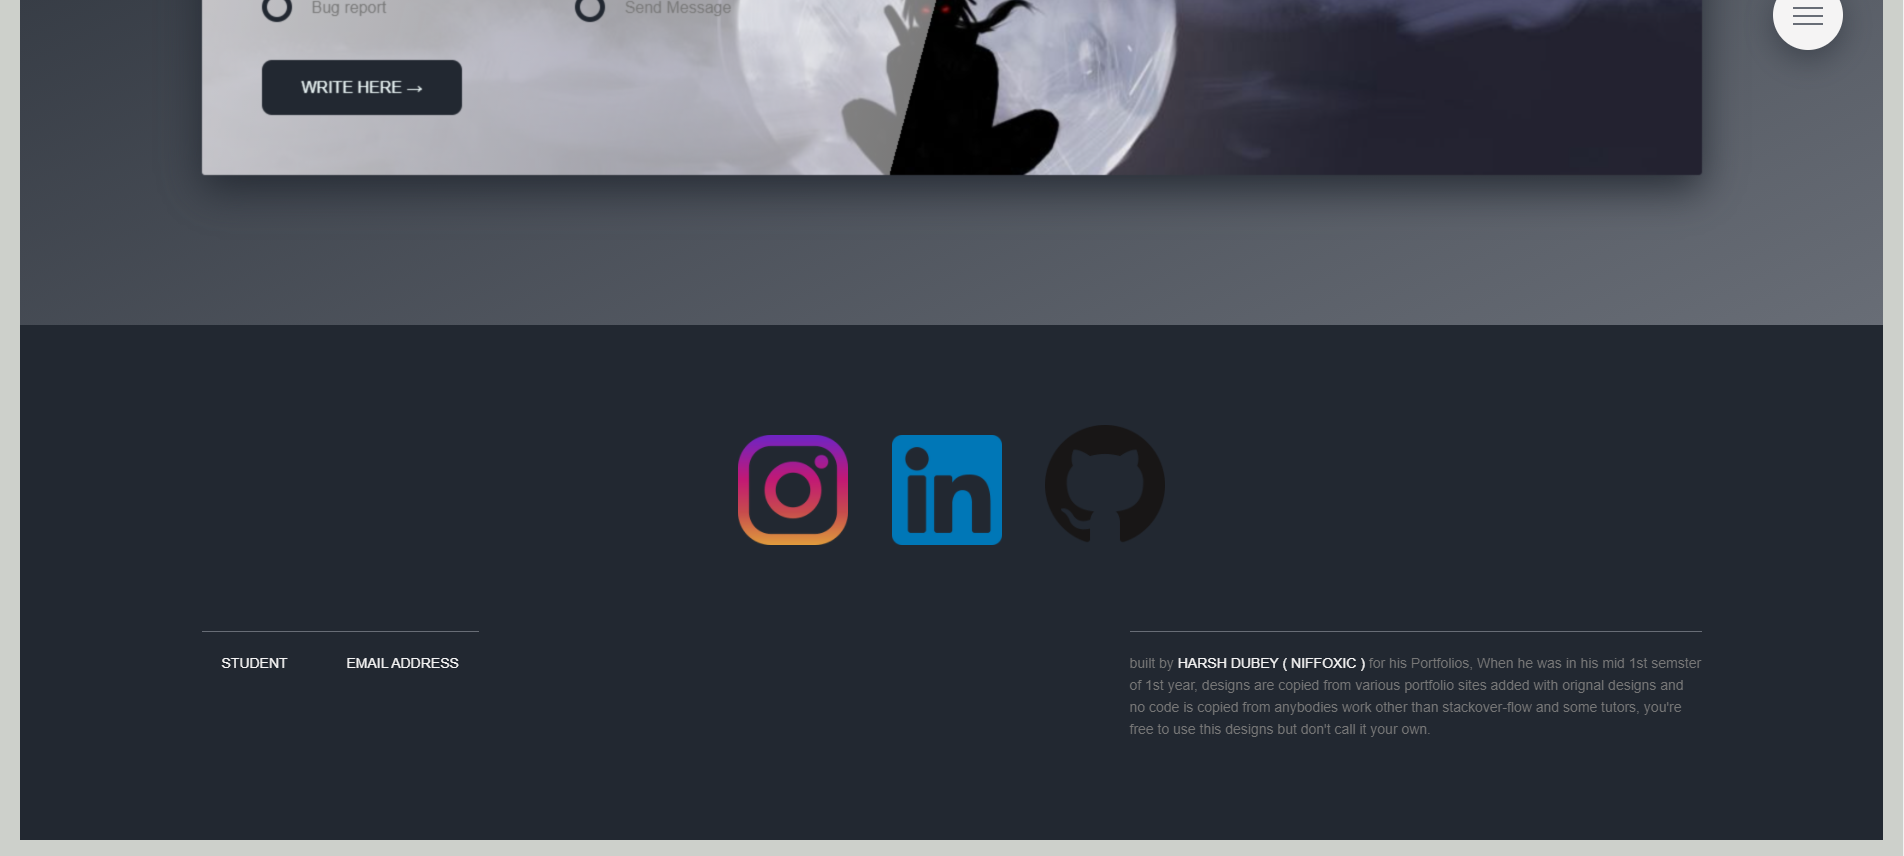 Bug report
Send Message
WRITE HERE →
in
STUDENT
EMAIL ADDRESS
built by HARSH DUBEY ( NIFFOXIC ) for his Portfolios, When he was in his mid 1st semster
of 1st year, designs are copied from various portfolio sites added with orignal designs and
no code is copied from anybodies work other than stackover-flow and some tutors, you're
free to use this designs but don't call it your own.